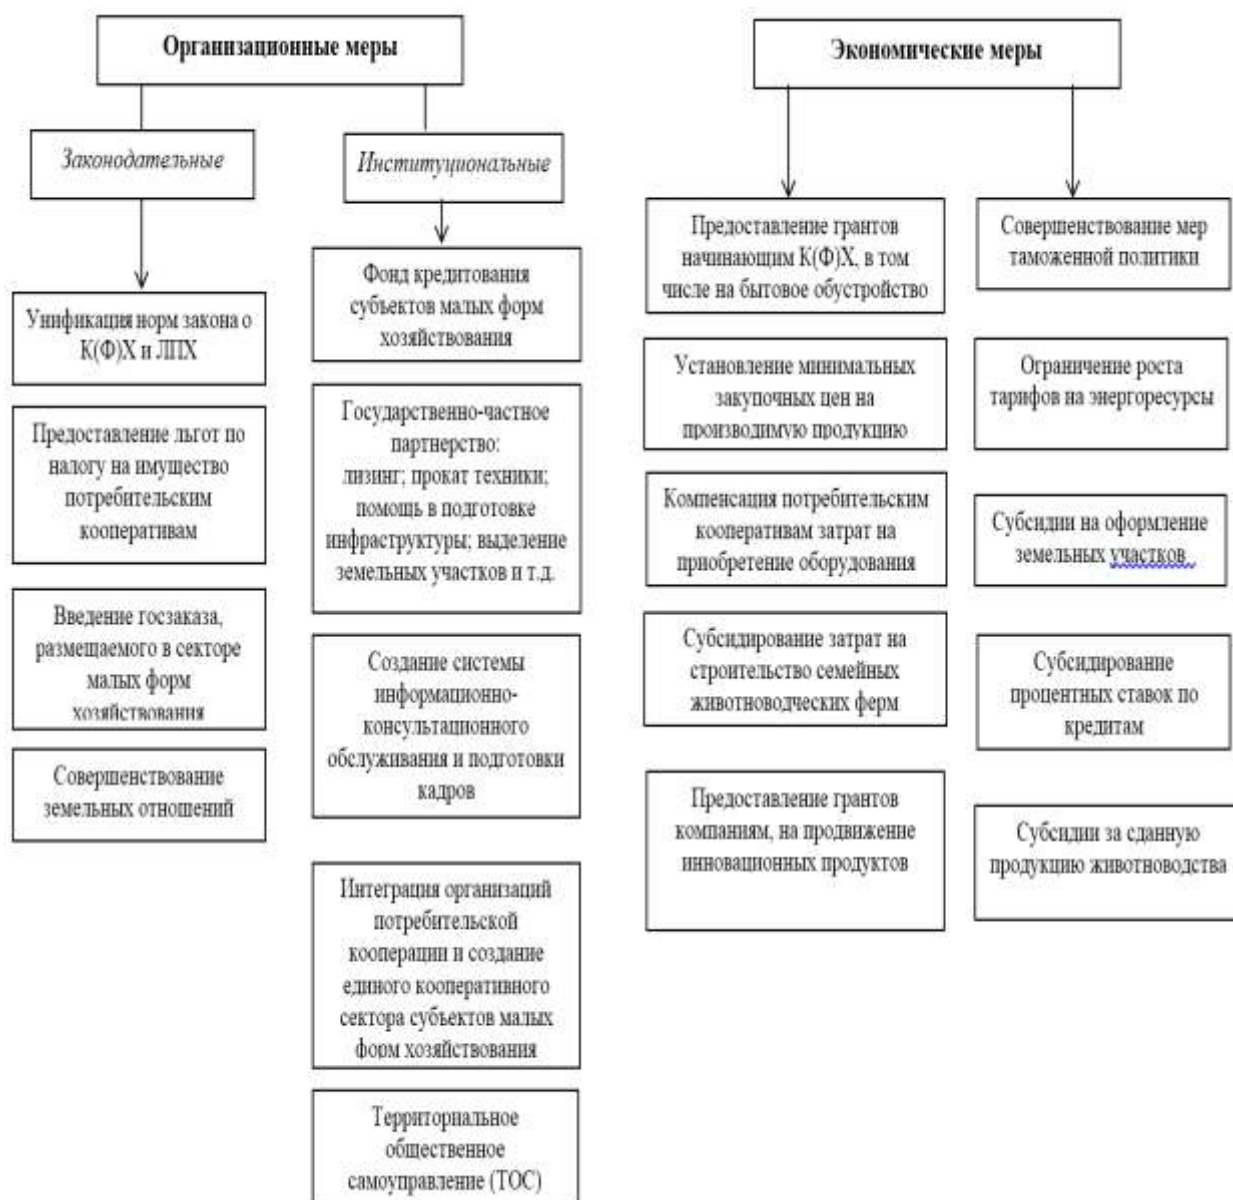 Организационные меры
Законодательные
Унификация норм закона о
К(Ф)Х и ЛПХ
Предоставление льгот по
налогу на имущество
потребительским
кооперативам
Введение госзаказа,
размещаемого в секторе
малых форм
хозяйствования
Совершенствование
земельных отношений
Институциональные
Фонд кредитования
субъектов малых форм
хозяйствования
Государственно-частное
партнерство:
лизинг; прокат техники;
помощь в подготовке
инфраструктуры; выделение
земельных участков и т.д.
Создание системы
информационно-
консультационного
обслуживания и подготовки
кадров
Интеграция организаций
потребительской
кооперации и создание
единого кооперативного
сектора субъектов малых
форм хозяйствования
Территориальное
общественное
самоуправление (ТОС)
Экономические меры
Предоставление грантов
начинающим К(Ф)Х, в том
числе на бытовое обустройство
Установление минимальных
закупочных цен на
производимую продукцию
Компенсация потребительским
кооперативам затрат на
приобретение оборудования
Субсидирование затрат на
строительство семейных
животноводческих ферм
Предоставление грантов
компаниям, на продвижение
инновационных продуктов
Совершенствование мер
таможенной политики
Ограничение роста
тарифов на энергоресурсы
Субсидии на оформление
земельных участков
Субсидирование
процентных ставок по
кредитам
Субсидии за сданную
продукцию животноводства